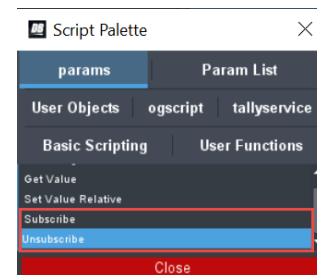 DB Script Palette
params Param List
User Objects ogscript tallyservice
Basic Scripting User Functions
Get Value
Set Value Relative
Subscribe
Unsubscribe
Close